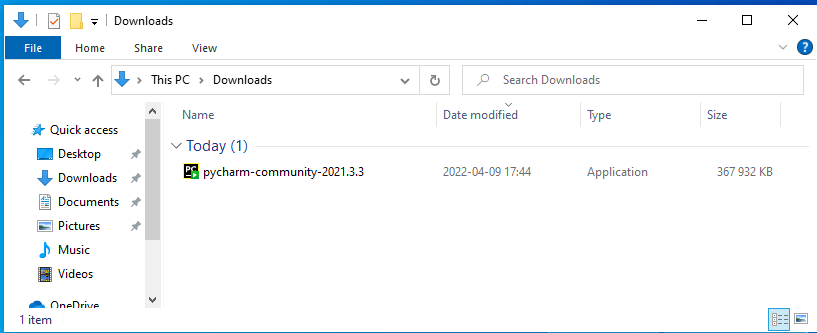 Downloads
File Home Share View
This PC > Downloads Search Downloads
Name Date modified Type Size
Quick access
Today (1)
Desktop
pycharm-community-2021.3.3 2022-04-09 17:44 Application 367 932 KB
Downloads
Documents
Pictures
Music
Videos
OneDrive
1 item